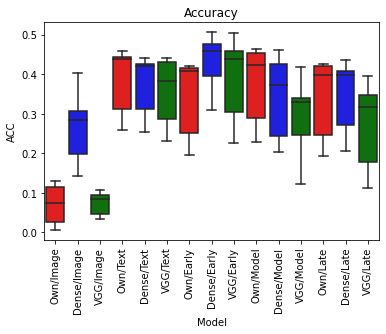 Accuracy
ACC
0.5
0.4
0.3
0.2
0.1
0.0
Own/Image
Dense/Image
VGG/Image
Own/Text
Dense/Text
VGG/Text
Own/Early
Dense/Early
VGG/Early
Own/Model
Dense/Model
VGG/Model
Own/Late
Dense/Late
VGG/Late
Model